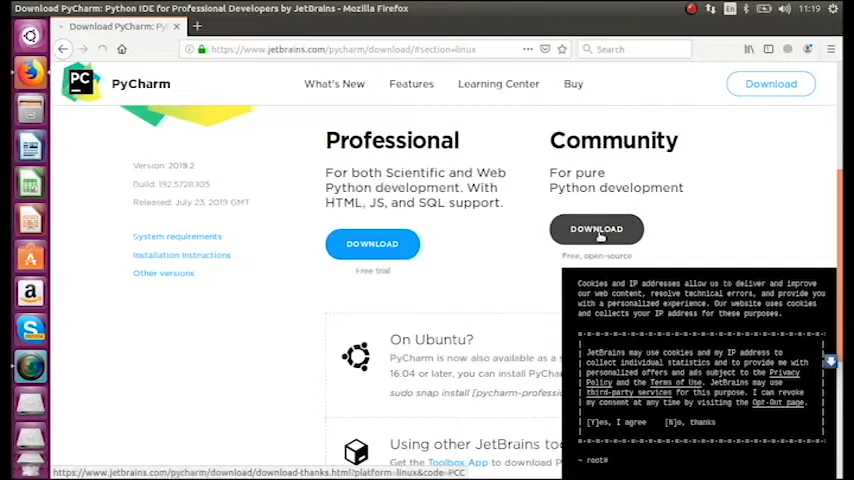 Download PyCharm: Python IDE for Professional Developers by JetBrains - Mozilla Firefox
En
11:19
Download PyCharm: Py
https://www.jetbrains.com/pycharm/download/#section=linux
Search
PC
PyCharm
What's New
Features
Learning Center
Buy
Download
Professional
Community
Version: 2019.2
Build: 192.5728.105
Released: July 23, 2019 GMT
For both Scientific and Web
Python development. With
HTML, JS, and SQL support.
For pure
Python development
System requirements
Installation Instructions
Other versions
DOWNLOAD
DOWNLOAD
Free trial
Free, open-source
Cookies and IP addresses allow us to deliver and improve
our web content, resolve technical errors, and provide you
with a personalized experience. Our website uses cookies
and collects your IP address for these purposes.
JetBrains may use cookies and my IP address to
collect individual statistics and to provide me with
personalized offers and ads subject to the Privacy
Policy and the Terms of Use. JetBrains may use
third-party services for this purpose. I can revoke
my consent at any time by visiting the Opt-Out page.
[Y]es, I agree [N]o, thanks
~ root#
On Ubuntu?
PyCharm is now also available as a s
16.04 or later, you can install PyCha
sudo snap install [pycharm-professio
Using other JetBrains to
Get the Toolbox App to download P
https://www.jetbrains.com/pycharm/download/download-thanks.html?platform=linux&code=PCC